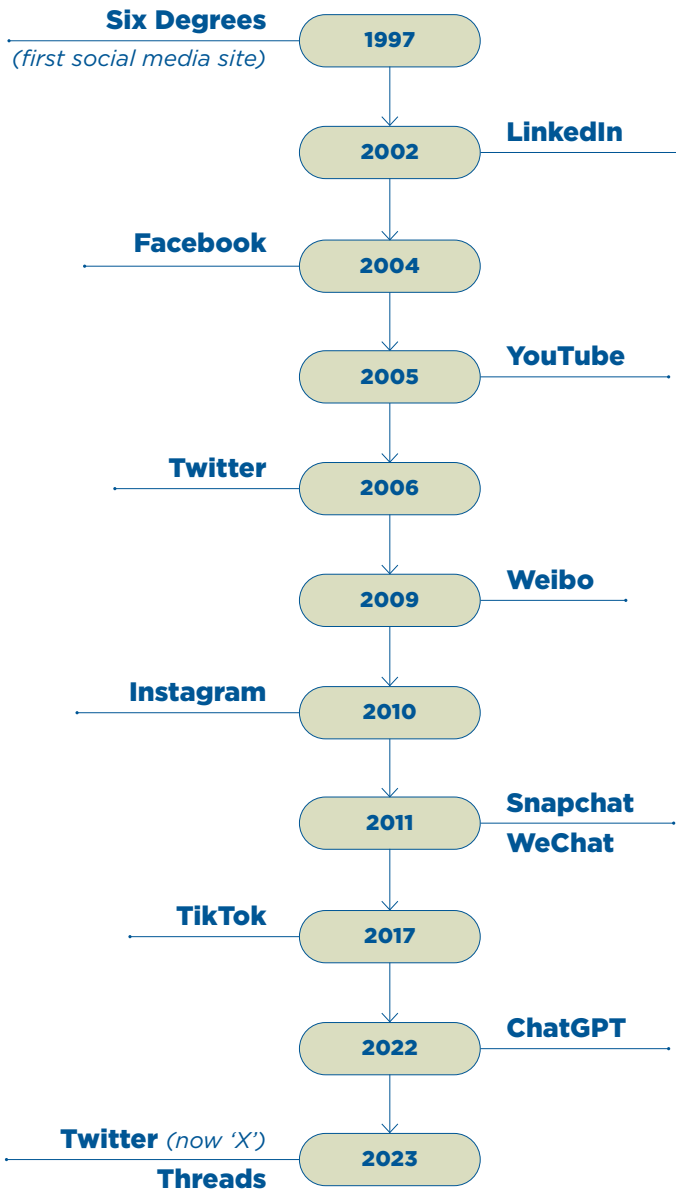 Six Degrees
(first social media site)
1997
2002
LinkedIn
Facebook
2004
2005
YouTube
Twitter
2006
2009
Weibo
Instagram
2010
2011
Snapchat
WeChat
TikTok
2017
2022
ChatGPT
Twitter (now ‘X’)
Threads
2023